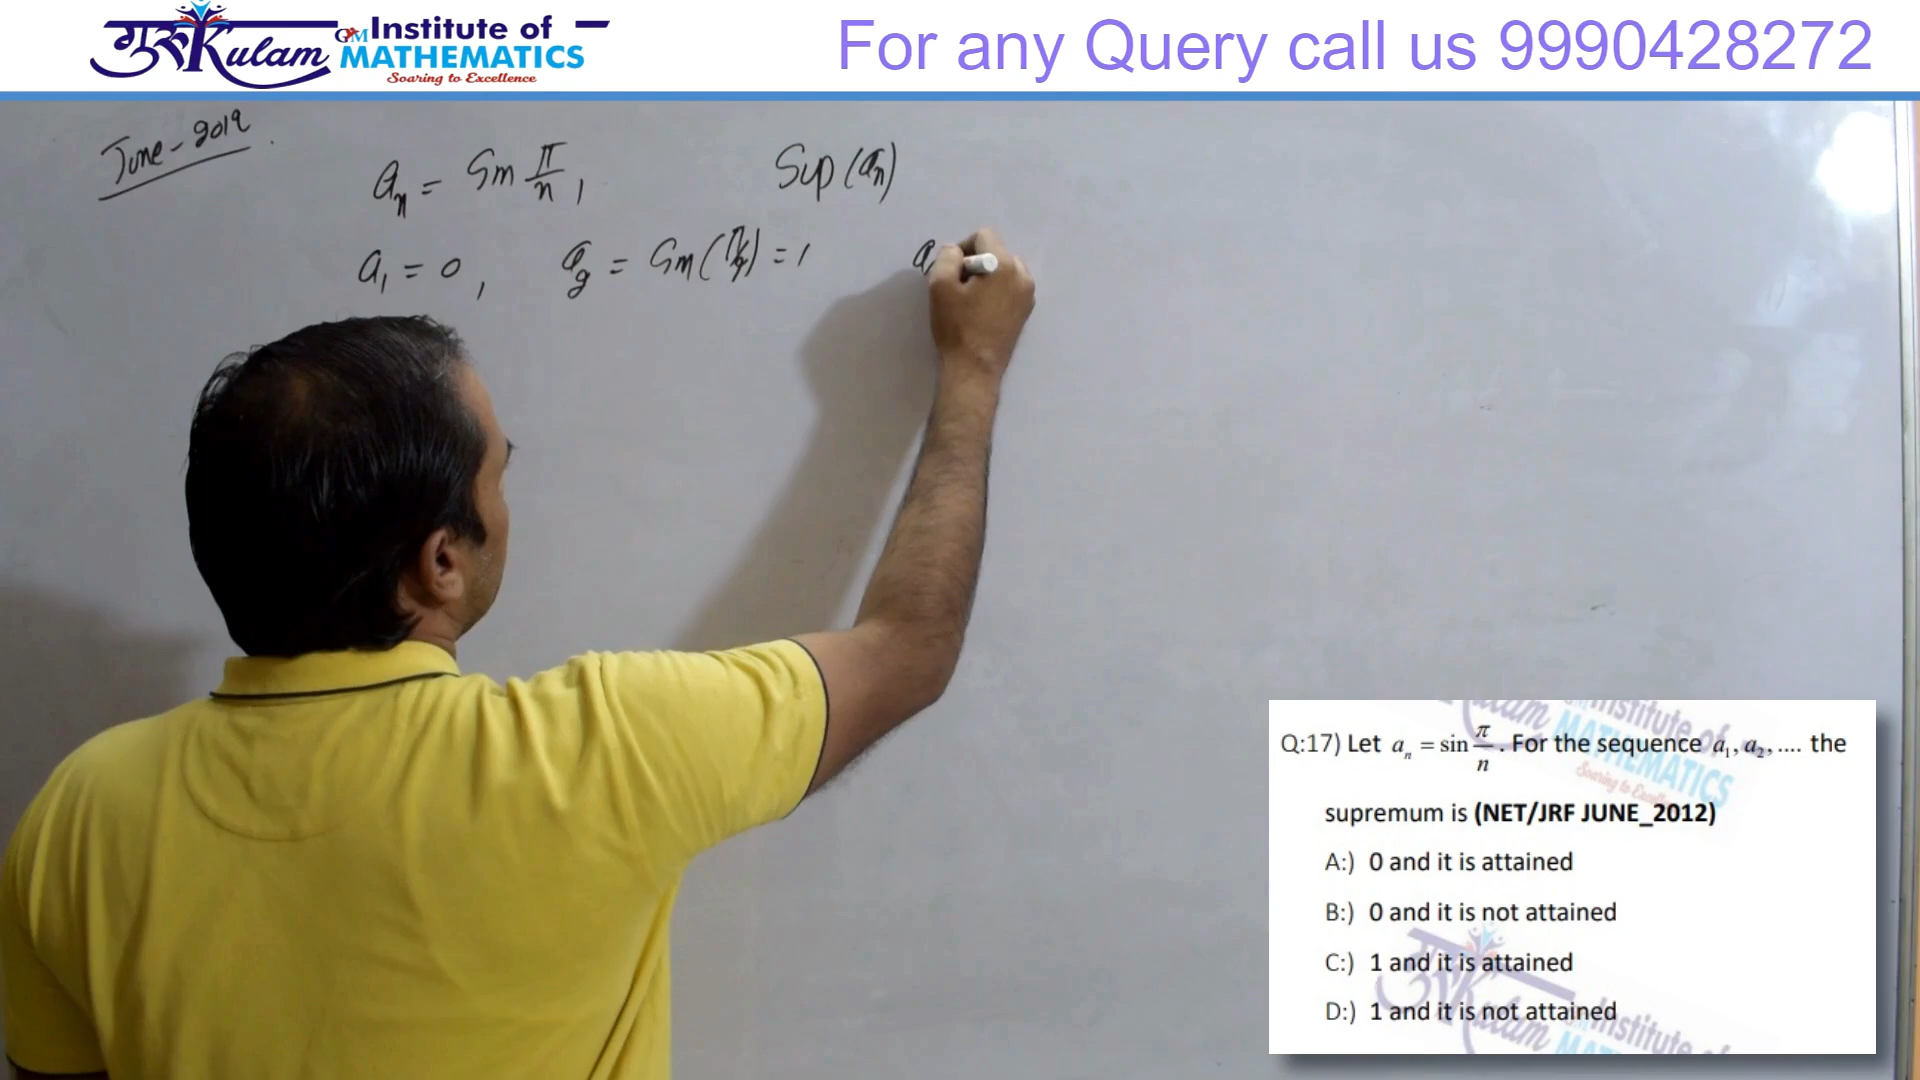 गुरुKulam GM Institute of
MATHEMATICS
Soaring to Excellence
For any Query call us 9990428272
June - 2012
aₙ = Sin π/n, Sup (aₙ)
a₁ = 0, a₂ = Sin (π/2) = 1 a
Q:17) Let aₙ = sin π/n . For the sequence a₁, a₂, .... the
supremum is (NET/JRF JUNE_2012)
A:) 0 and it is attained
B:) 0 and it is not attained
C:) 1 and it is attained
D:) 1 and it is not attained